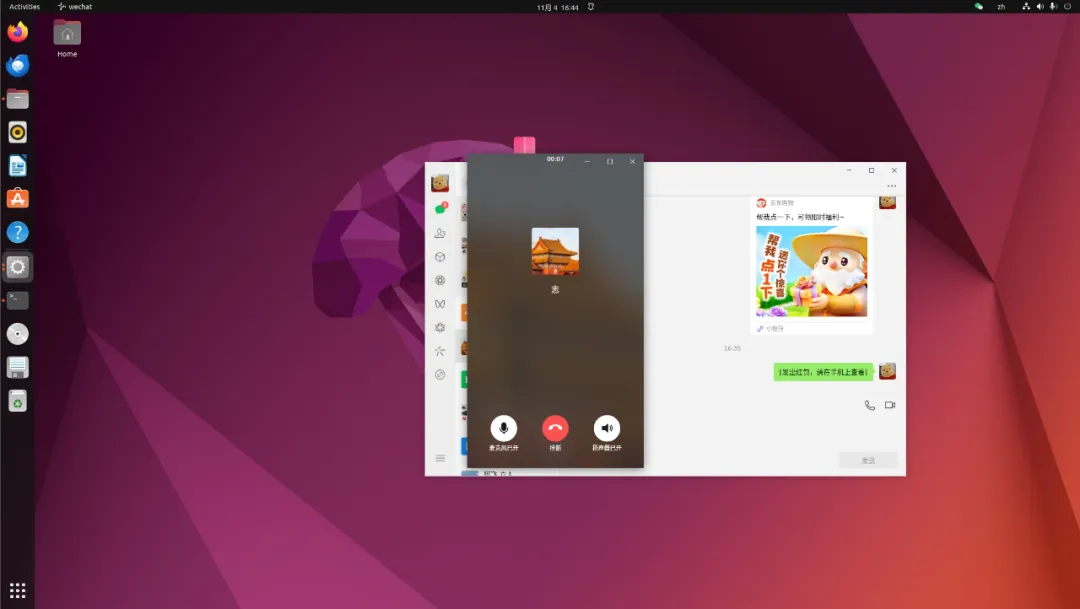 Activities
wechat
11月 4 16:44
zh
Home
00:07
志
麦克风已开
挂断
扬声器已开
京东购物
帮我点一下，可领限时福利~
帮我点1下
送你个惊喜
小程序
16:35
[发出红包，请在手机上查看]
发送